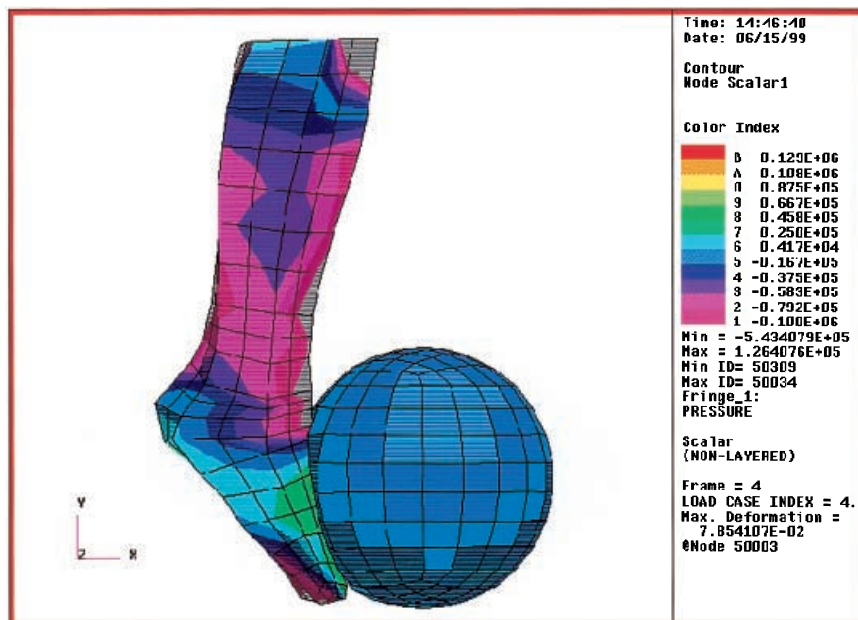 Time: 14:46:40
Date: 06/15/99
Contour
Node Scalar1
Color Index
B 0.129E+06
A 0.108E+06
0 0.875E+05
9 0.667E+05
8 0.458E+05
7 0.250E+05
6 0.417E+04
5 -0.167E+05
4 -0.375E+05
3 -0.583E+05
2 -0.792E+05
1 -0.100E+06
Min = -5.434079E+05
Max = 1.264076E+05
Min ID= 50309
Max ID= 50034
Fringe_1:
PRESSURE
Scalar
(NON-LAYERED)
Frame = 4
LOAD CASE INDEX = 4.
Max. Deformation =
7.854107E-02
@Node 50003
Y
Z X